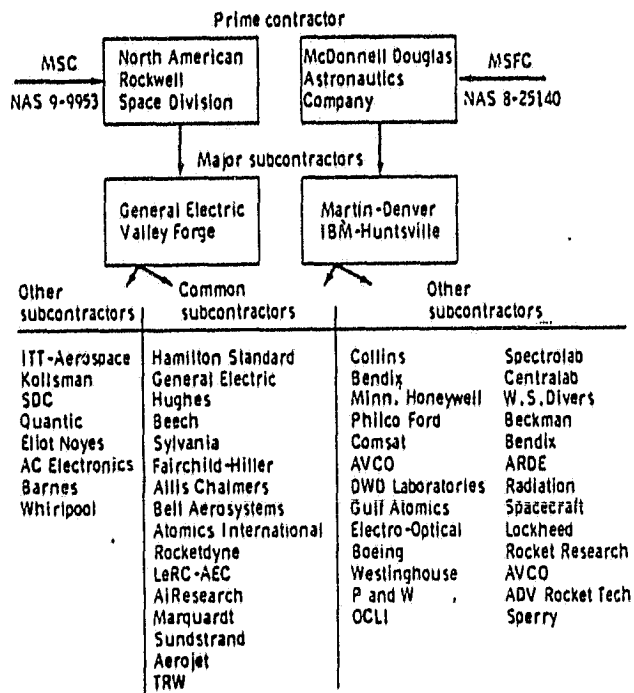 Prime contractor
MSC
NAS 9-9953
North American
Rockwell
Space Division
McDonnell Douglas
Astronautics
Company
MSFC
NAS 8-25140
Major subcontractors
General Electric
Valley Forge
Martin-Denver
IBM-Huntsville
Other
subcontractors
Common
subcontractors
Other
subcontractors
ITT-Aerospace
Kollsman
SDC
Quantic
Eliot Noyes
AC Electronics
Barnes
Whirlpool
Hamilton Standard
General Electric
Hughes
Beech
Sylvania
Fairchild-Hiller
Allis Chalmers
Bell Aerosystems
Atomics International
Rocketdyne
LeRC-AEC
AiResearch
Marquardt
Sundstrand
Aerojet
TRW
Collins
Bendix
Minn. Honeywell
Philco Ford
Comsat
AVCO
DWD Laboratories
Gulf Atomics
Electro-Optical
Boeing
Westinghouse
P and W
OCLI
Spectrolab
Centralab
W.S.Divers
Beckman
Bendix
ARDE
Radiation
Spacecraft
Lockheed
Rocket Research
AVCO
ADV Rocket Tech
Sperry